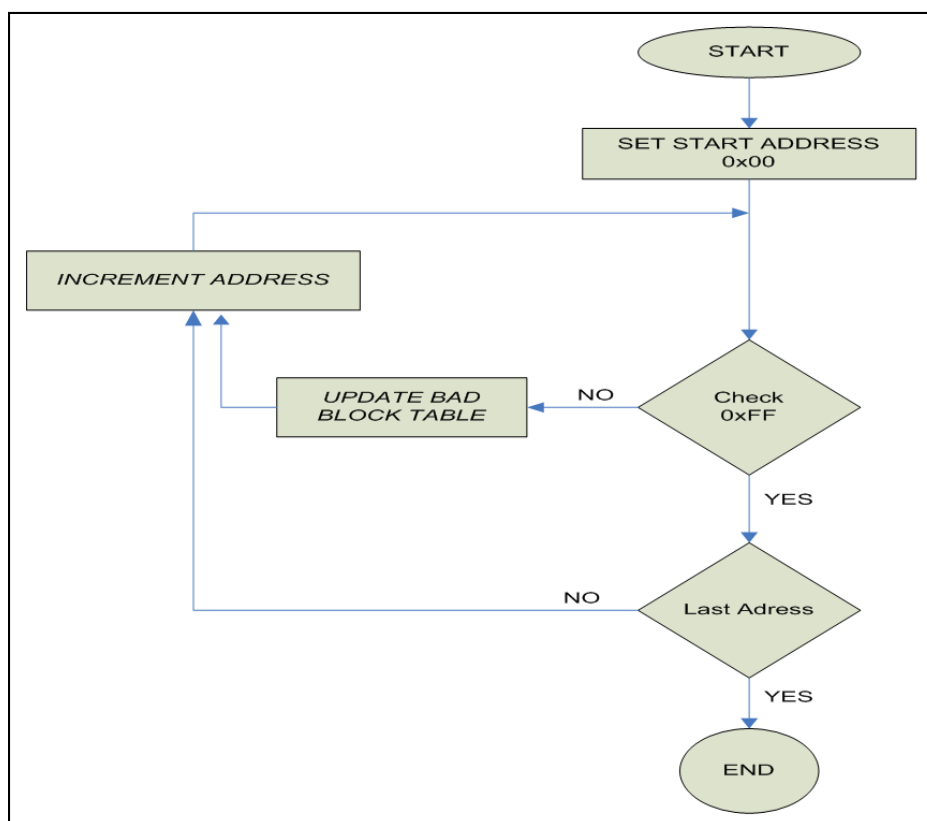 START
SET START ADDRESS
0x00
INCREMENT ADDRESS
UPDATE BAD
BLOCK TABLE
NO
Check
0xFF
YES
NO
Last Adress
YES
END